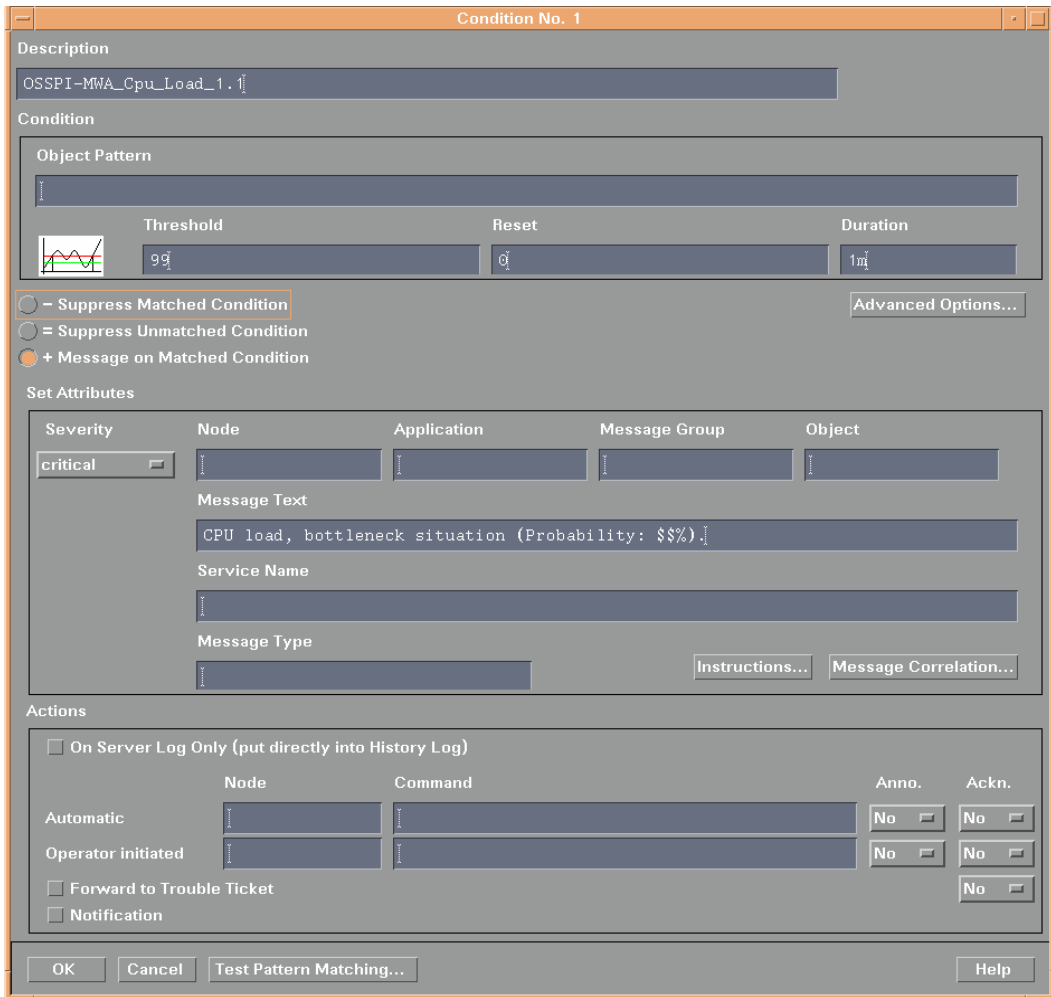 Condition No. 1
Description
OSSPI-MWA_Cpu_Load_1.1
Condition
Object Pattern
Threshold Reset Duration
99 0 1m
- Suppress Matched Condition Advanced Options...
= Suppress Unmatched Condition
+ Message on Matched Condition
Set Attributes
Severity Node Application Message Group Object
critical
Message Text
CPU load, bottleneck situation (Probability: $$%).
Service Name
Message Type
Instructions... Message Correlation...
Actions
On Server Log Only (put directly into History Log)
Node Command Anno. Ackn.
Automatic No No
Operator initiated No No
Forward to Trouble Ticket No
Notification
OK Cancel Test Pattern Matching... Help